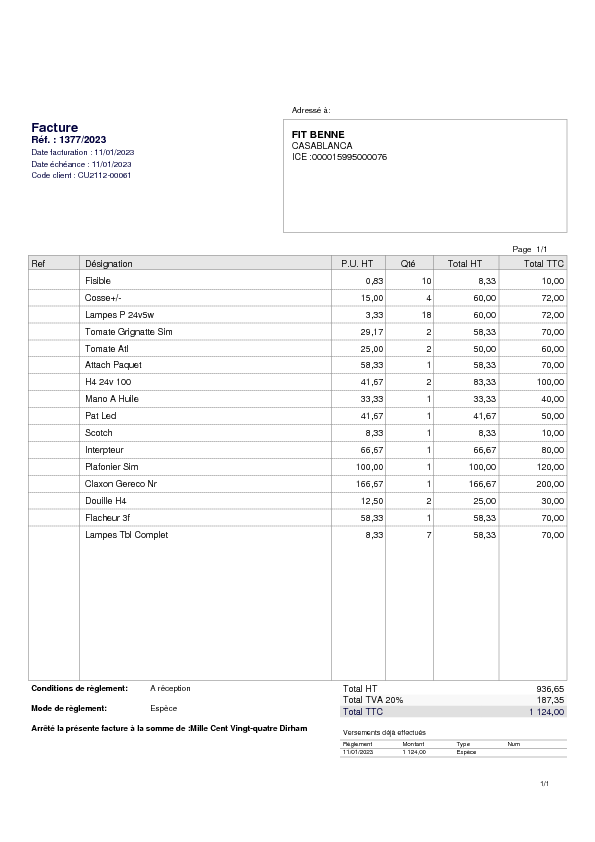 Adressé à:
Facture
Réf. : 1377/2023
Date facturation : 11/01/2023
Date échéance : 11/01/2023
Code client : CU2112-00061
FIT BENNE
CASABLANCA
ICE :000015995000076
Page 1/1
Ref Désignation P.U. HT Qté Total HT Total TTC
Fisible 0,83 10 8,33 10,00
Cosse+/- 15,00 4 60,00 72,00
Lampes P 24v5w 3,33 18 60,00 72,00
Tomate Grignatte Sim 29,17 2 58,33 70,00
Tomate Atl 25,00 2 50,00 60,00
Attach Paquet 58,33 1 58,33 70,00
H4 24v 100 41,67 2 83,33 100,00
Mano A Huile 33,33 1 33,33 40,00
Pat Led 41,67 1 41,67 50,00
Scotch 8,33 1 8,33 10,00
Interpteur 66,67 1 66,67 80,00
Plafonier Sim 100,00 1 100,00 120,00
Claxon Gereco Nr 166,67 1 166,67 200,00
Douille H4 12,50 2 25,00 30,00
Flacheur 3f 58,33 1 58,33 70,00
Lampes Tbl Complet 8,33 7 58,33 70,00
Conditions de règlement: A réception
Mode de règlement: Espèce
Arrêté la présente facture à la somme de :Mille Cent Vingt-quatre Dirham
Total HT 936,65
Total TVA 20% 187,35
Total TTC 1 124,00
Versements déjà effectués
Règlement Montant Type Num
11/01/2023 1 124,00 Espèce
1/1